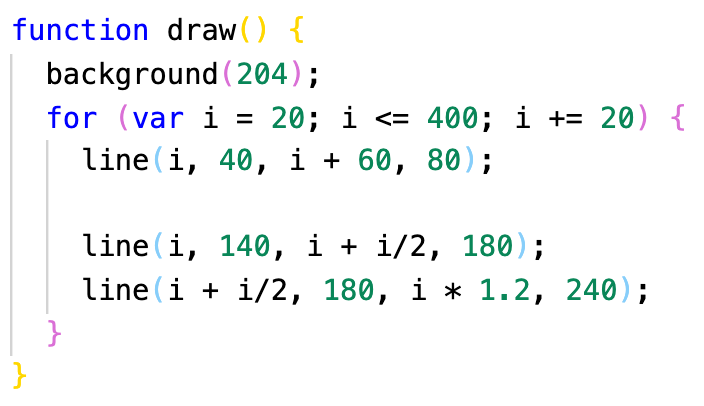 function draw() {
  background(204);
  for (var i = 20; i <= 400; i += 20) {
    line(i, 40, i + 60, 80);

    line(i, 140, i + i/2, 180);
    line(i + i/2, 180, i * 1.2, 240);
  }
}